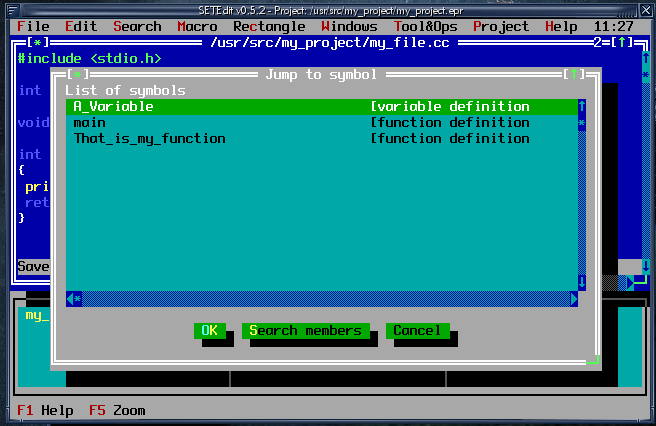 SETEdit v0.5.2 - Project: /usr/src/my_project/my_project.epr
File Edit Search Macro Rectangle Windows Tool&Ops Project Help 11:27
[*] /usr/src/my_project/my_file.cc 2=[↑]
#include <stdio.h>
[*] Jump to symbol [↑]
List of symbols
int
A_Variable [variable definition
void
main [function definition
That_is_my_function [function definition
int
{
pri
ret
}
Save
my_
OK Search members Cancel
F1 Help F5 Zoom